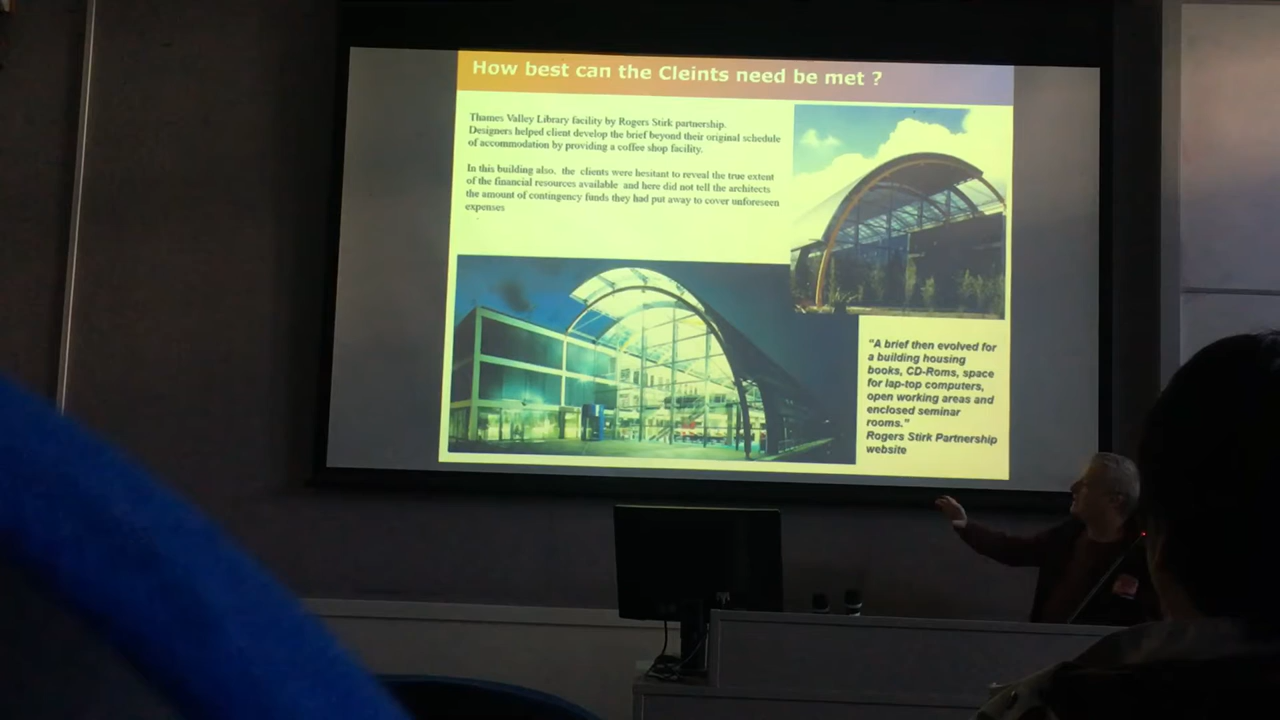 How best can the Cleints need be met ?
Thames Valley Library facility by Rogers Stirk partnership.
Designers helped client develop the brief beyond their original schedule
of accommodation by providing a coffee shop facility.
In this building also, the clients were hesitant to reveal the true extent
of the financial resources available and here did not tell the architects
the amount of contingency funds they had put away to cover unforeseen
expenses
"A brief then evolved for
a building housing
books, CD-Roms, space
for lap-top computers,
open working areas and
enclosed seminar
rooms."
Rogers Stirk Partnership
website